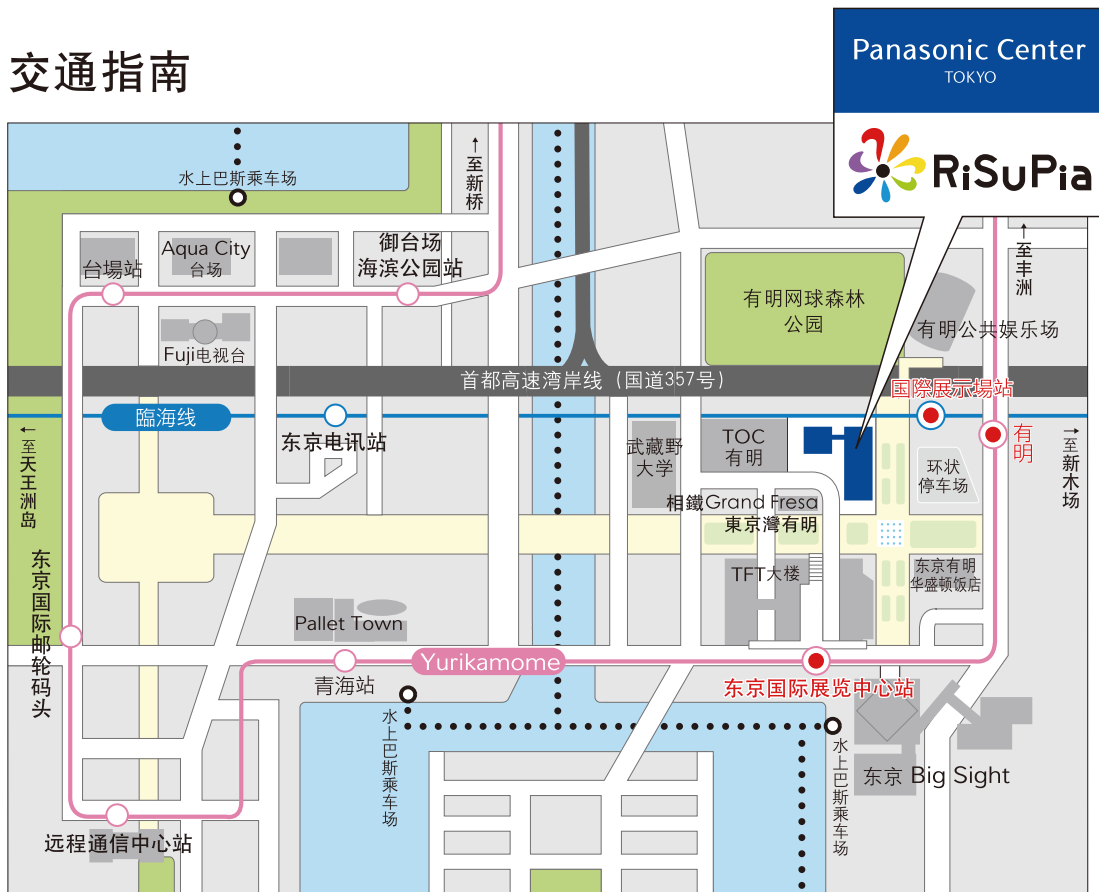 交通指南
Panasonic Center
TOKYO
RiSuPia
水上巴斯乘车场
↑至新桥
台場站
Aqua City
台场
御台场
海滨公园站
Fuji电视台
有明网球森林
公园
↑至丰洲
有明公共娱乐场
首都高速湾岸线（国道357号）
国際展示場站
臨海线
东京电讯站
←至天王洲岛
武藏野
大学
TOC
有明
有明
环状
停车场
→至新木场
相鐵Grand Fresa
東京灣有明
东京国际邮轮码头
TFT大楼
东京有明
华盛顿饭店
Pallet Town
Yurikamome
青海站
东京国际展览中心站
水上巴斯乘车场
水上巴斯乘车场
东京 Big Sight
远程通信中心站